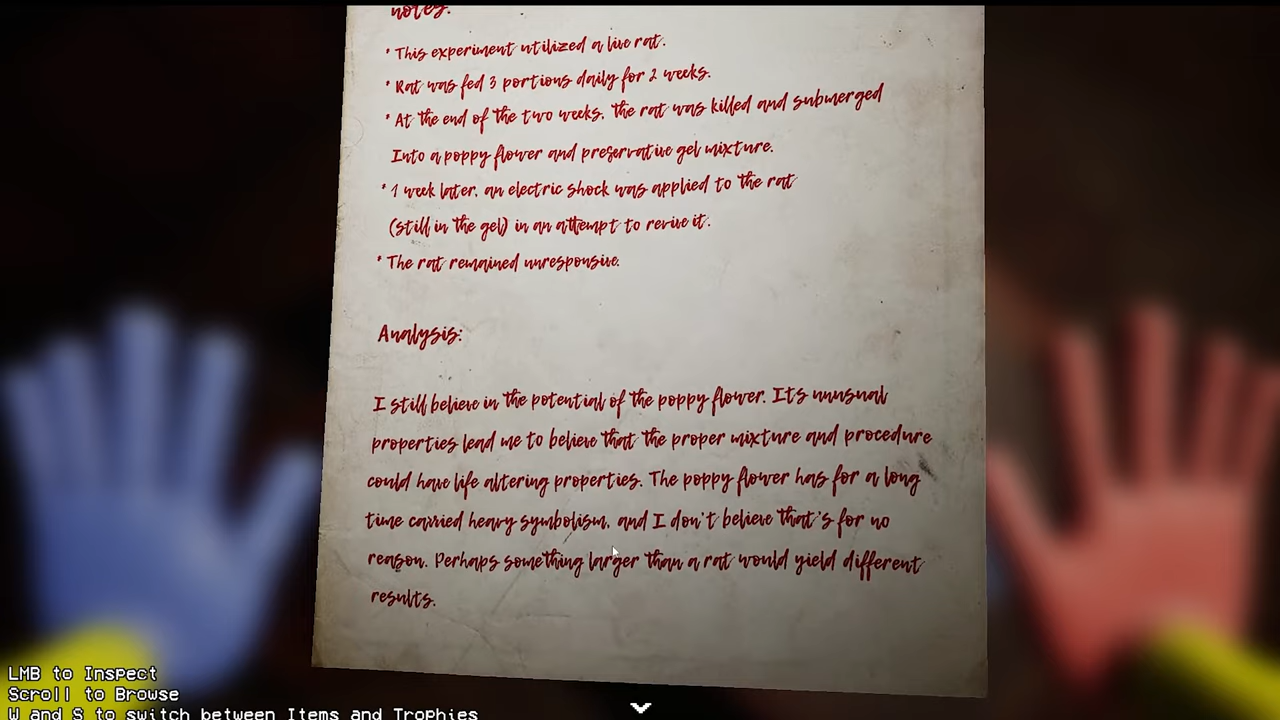 notes:
* This experiment utilized a live rat.
* Rat was fed 3 portions daily for 2 weeks.
* At the end of the two weeks, the rat was killed and submerged
Into a poppy flower and preservative gel mixture.
* 1 week later, an electric shock was applied to the rat
(still in the gel) in an attempt to revive it.
* The rat remained unresponsive.
Analysis:
I still believe in the potential of the poppy flower. Its unusual
properties lead me to believe that the proper mixture and procedure
could have life altering properties. The poppy flower has for a long
time carried heavy symbolism, and I don't believe that's for no
reason. Perhaps something larger than a rat would yield different
results.
LMB to Inspect
Scroll to Browse
W and S to switch between Items and Trophies